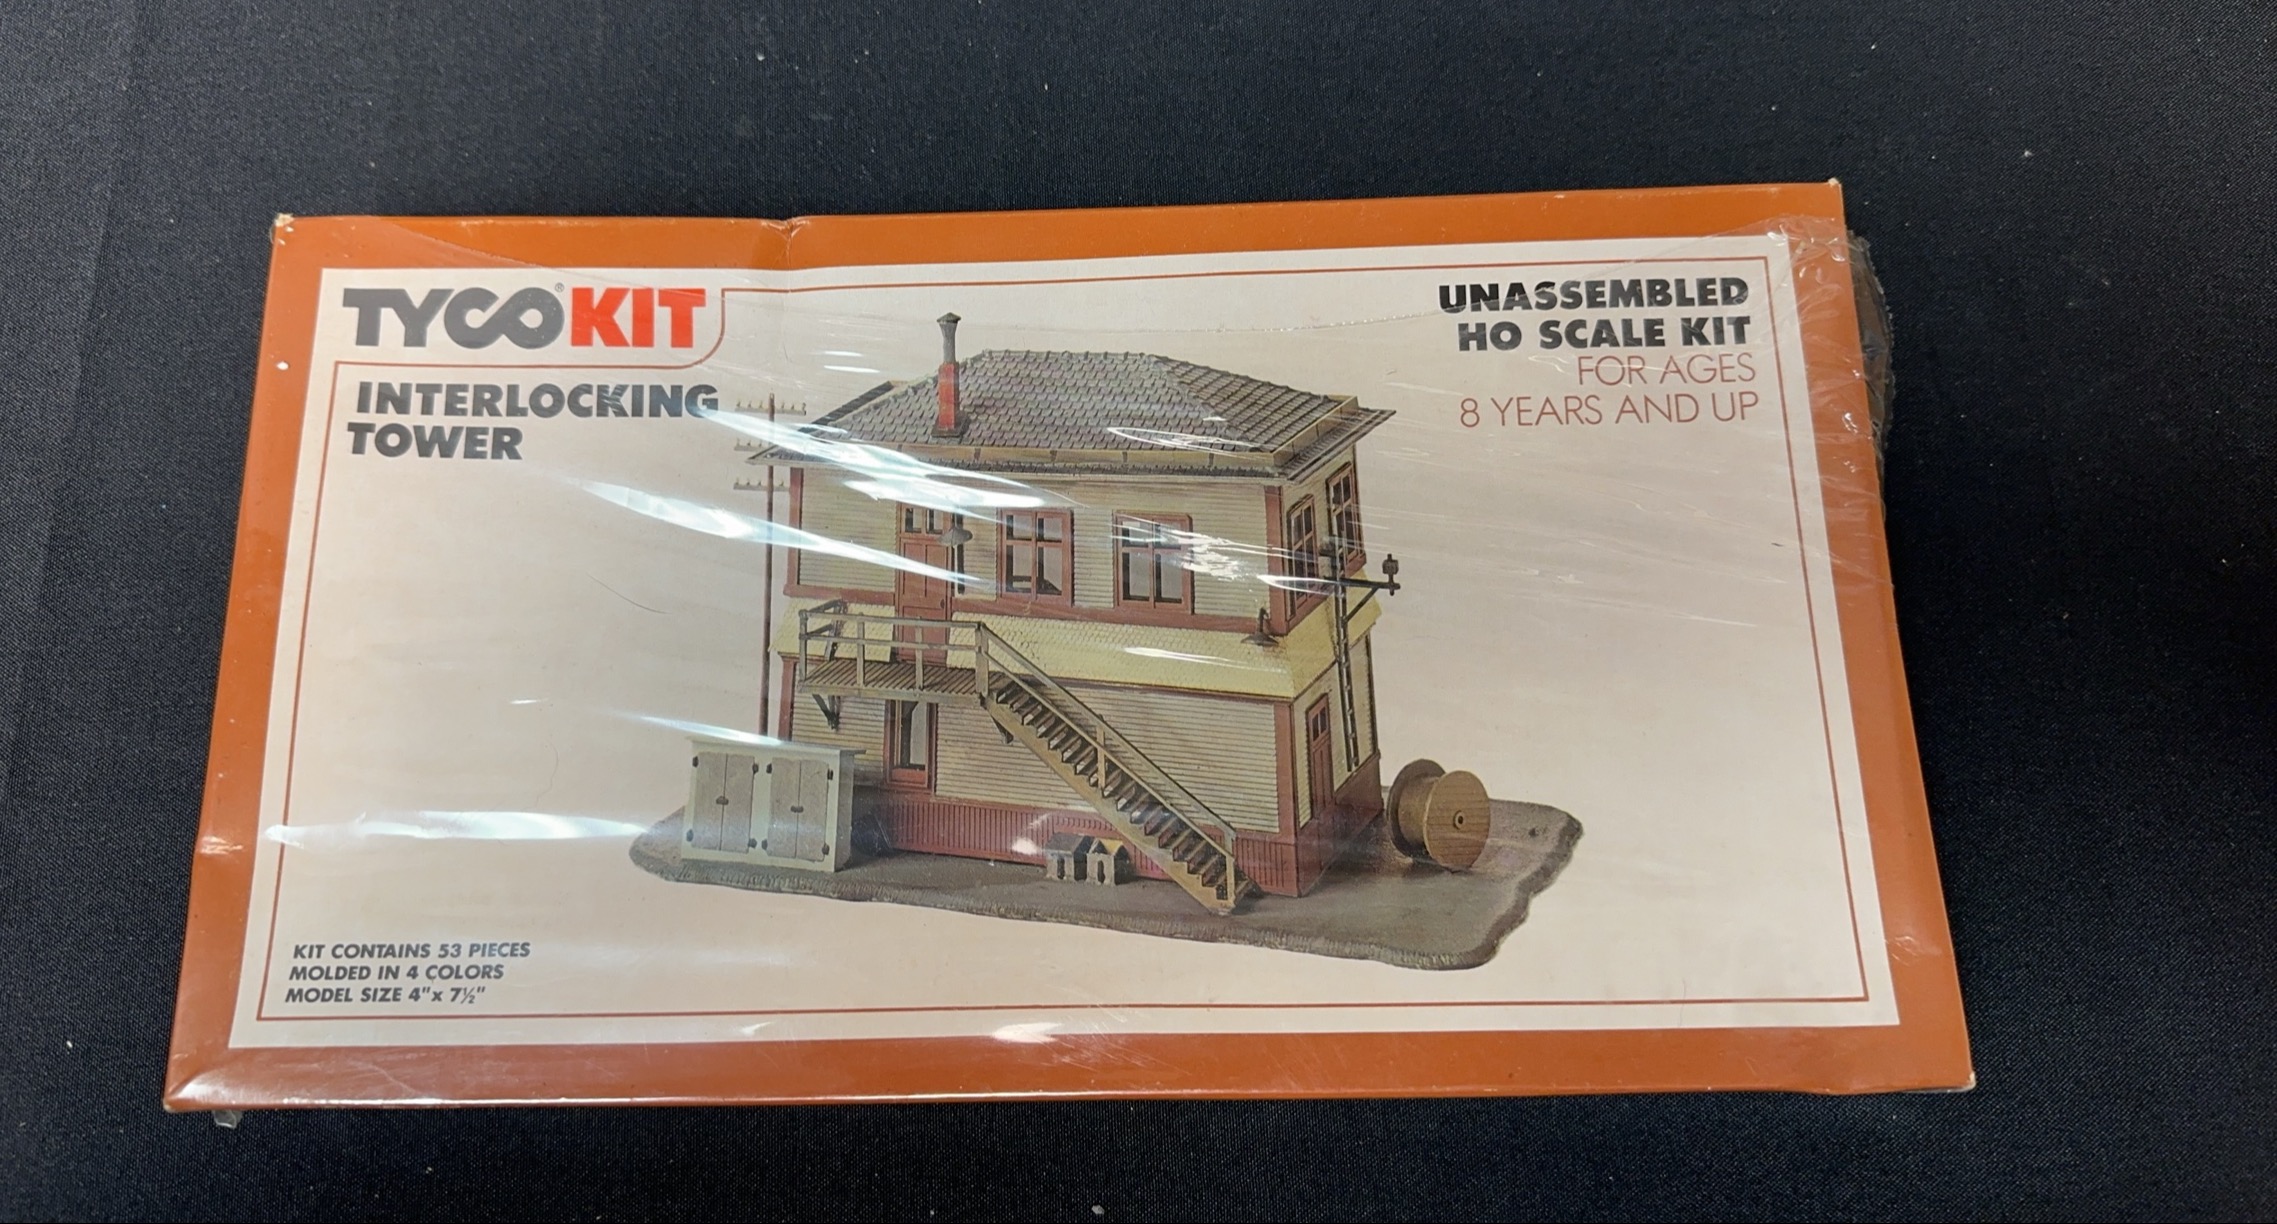 TYCO® KIT
INTERLOCKING
TOWER
UNASSEMBLED
HO SCALE KIT
FOR AGES
8 YEARS AND UP
KIT CONTAINS 53 PIECES
MOLDED IN 4 COLORS
MODEL SIZE 4" x 7½"